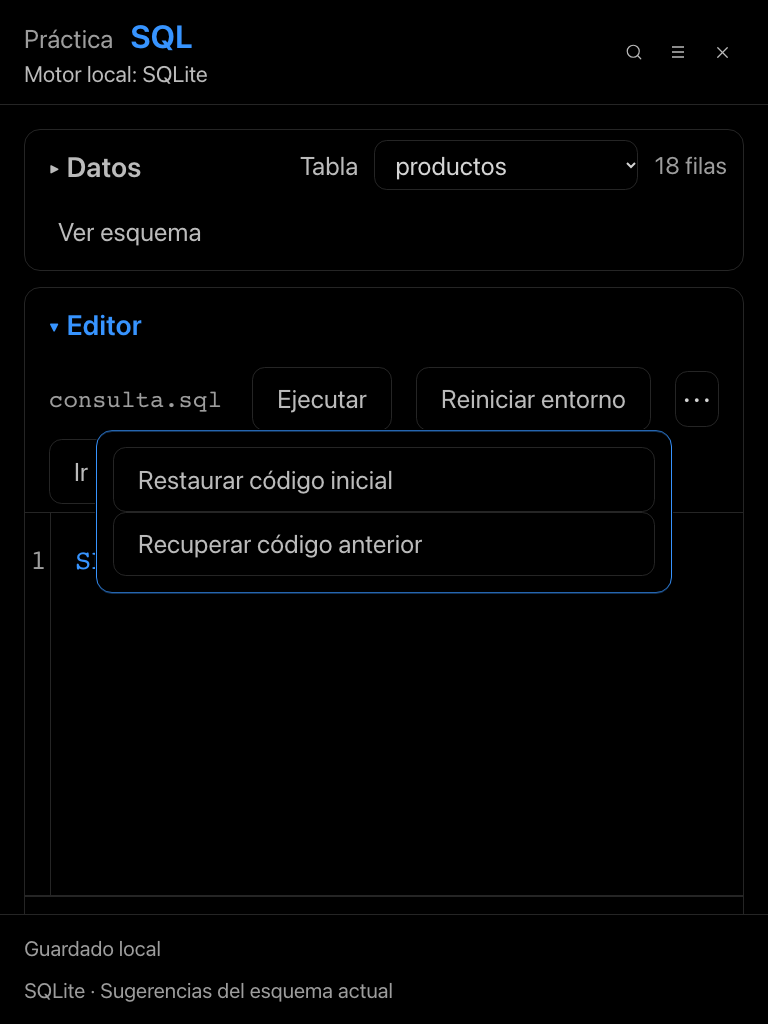 Práctica SQL
Motor local: SQLite
Datos Tabla productos 18 filas
Ver esquema
Editor
consulta.sql Ejecutar Reiniciar entorno ...
Ir
Restaurar código inicial
Recuperar código anterior
1
Guardado local
SQLite · Sugerencias del esquema actual